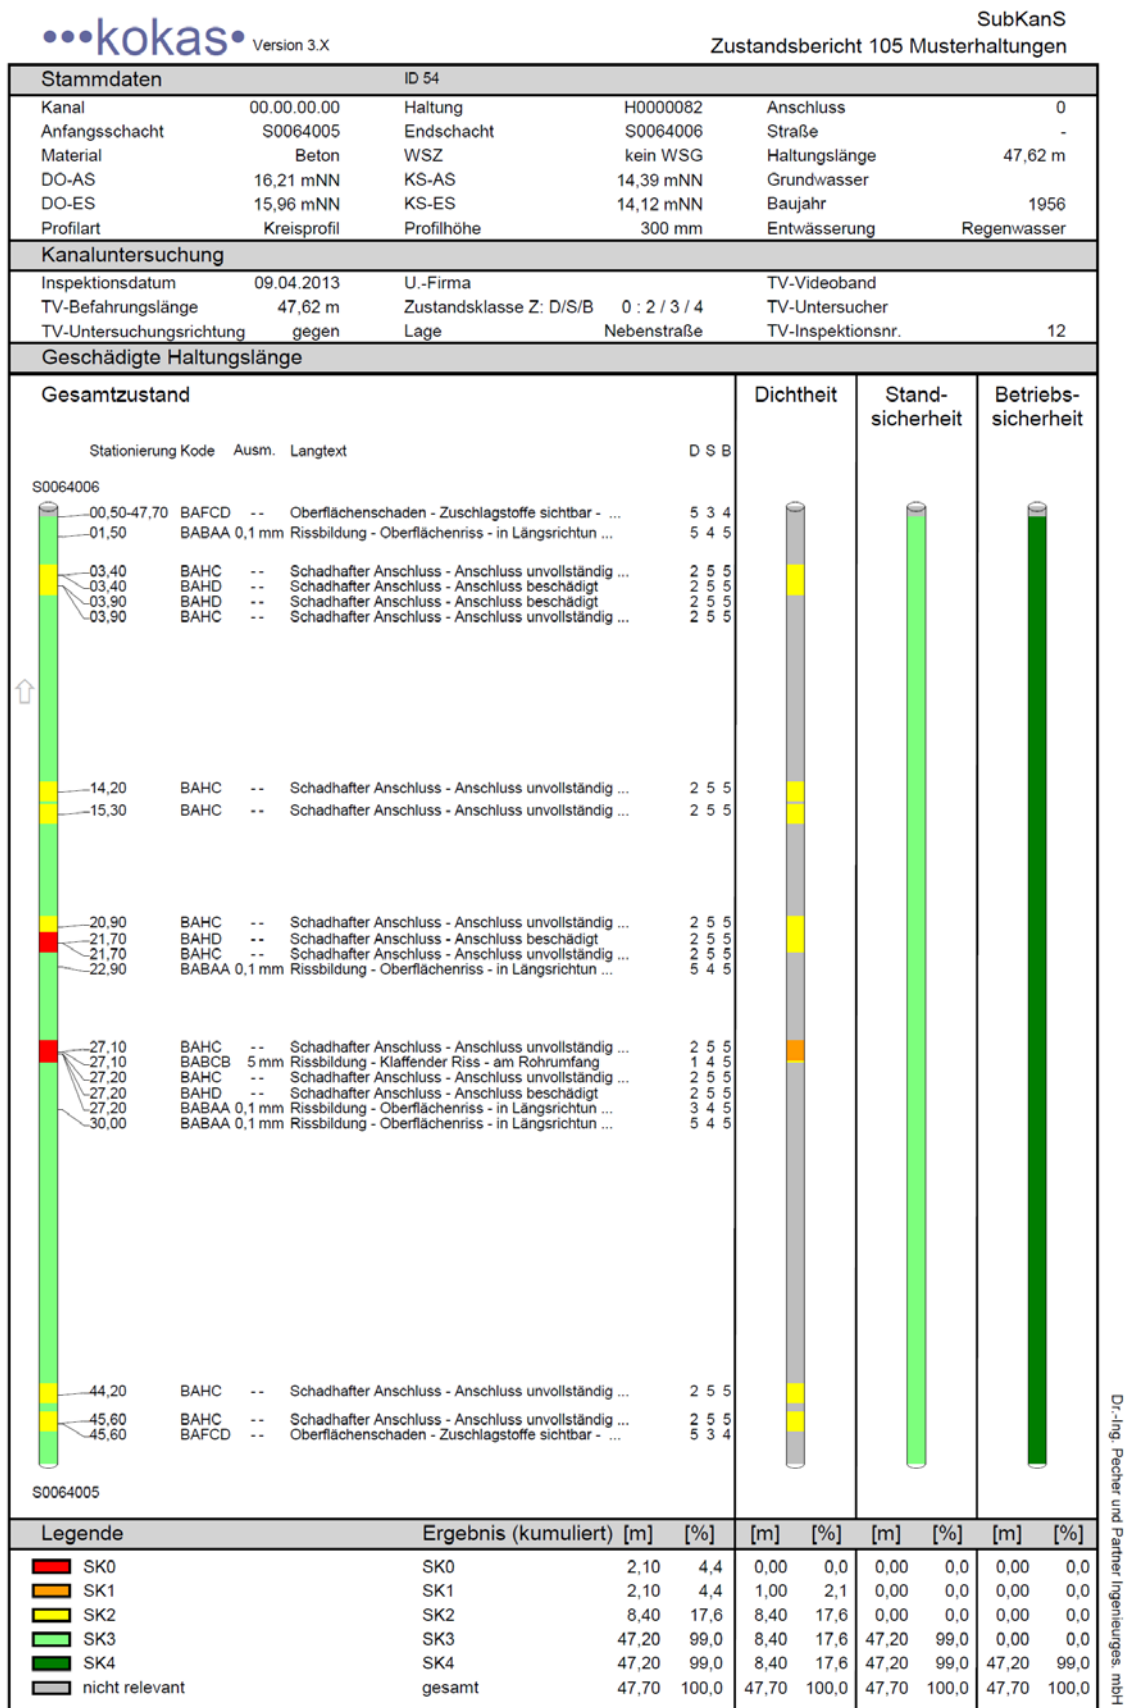 •••kokas• Version 3.X
SubKanS
Zustandsbericht 105 Musterhaltungen
Stammdaten ID 54
Kanal 00.00.00.00 Haltung H0000082 Anschluss 0
Anfangsschacht S0064005 Endschacht S0064006 Straße -
Material Beton WSZ kein WSG Haltungslänge 47,62 m
DO-AS 16,21 mNN KS-AS 14,39 mNN Grundwasser
DO-ES 15,96 mNN KS-ES 14,12 mNN Baujahr 1956
Profilart Kreisprofil Profilhöhe 300 mm Entwässerung Regenwasser
Kanaluntersuchung
Inspektionsdatum 09.04.2013 U.-Firma TV-Videoband
TV-Befahrungslänge 47,62 m Zustandsklasse Z: D/S/B 0 : 2 / 3 / 4 TV-Untersucher
TV-Untersuchungsrichtung gegen Lage Nebenstraße TV-Inspektionsnr. 12
Geschädigte Haltungslänge
Gesamtzustand Dichtheit Stand- Betriebs-
sicherheit sicherheit
Stationierung Kode Ausm. Langtext D S B
S0064006
00,50-47,70 BAFCD -- Oberflächenschaden - Zuschlagstoffe sichtbar - ... 5 3 4
01,50 BABAA 0,1 mm Rissbildung - Oberflächenriss - in Längsrichtun ... 5 4 5
03,40 BAHC -- Schadhafter Anschluss - Anschluss unvollständig ... 2 5 5
03,40 BAHD -- Schadhafter Anschluss - Anschluss beschädigt 2 5 5
03,90 BAHD -- Schadhafter Anschluss - Anschluss beschädigt 2 5 5
03,90 BAHC -- Schadhafter Anschluss - Anschluss unvollständig ... 2 5 5
14,20 BAHC -- Schadhafter Anschluss - Anschluss unvollständig ... 2 5 5
15,30 BAHC -- Schadhafter Anschluss - Anschluss unvollständig ... 2 5 5
20,90 BAHC -- Schadhafter Anschluss - Anschluss unvollständig ... 2 5 5
21,70 BAHD -- Schadhafter Anschluss - Anschluss beschädigt 2 5 5
21,70 BAHC -- Schadhafter Anschluss - Anschluss unvollständig ... 2 5 5
22,90 BABAA 0,1 mm Rissbildung - Oberflächenriss - in Längsrichtun ... 5 4 5
27,10 BAHC -- Schadhafter Anschluss - Anschluss unvollständig ... 2 5 5
27,10 BABCB 5 mm Rissbildung - Klaffender Riss - am Rohrumfang 1 4 5
27,20 BAHC -- Schadhafter Anschluss - Anschluss unvollständig ... 2 5 5
27,20 BAHD -- Schadhafter Anschluss - Anschluss beschädigt 2 5 5
27,20 BABAA 0,1 mm Rissbildung - Oberflächenriss - in Längsrichtun ... 3 4 5
30,00 BABAA 0,1 mm Rissbildung - Oberflächenriss - in Längsrichtun ... 5 4 5
44,20 BAHC -- Schadhafter Anschluss - Anschluss unvollständig ... 2 5 5
45,60 BAHC -- Schadhafter Anschluss - Anschluss unvollständig ... 2 5 5
45,60 BAFCD -- Oberflächenschaden - Zuschlagstoffe sichtbar - ... 5 3 4
S0064005
Legende Ergebnis (kumuliert) [m] [%] [m] [%] [m] [%] [m] [%]
SK0 SK0 2,10 4,4 0,00 0,0 0,00 0,0 0,00 0,0
SK1 SK1 2,10 4,4 1,00 2,1 0,00 0,0 0,00 0,0
SK2 SK2 8,40 17,6 8,40 17,6 0,00 0,0 0,00 0,0
SK3 SK3 47,20 99,0 8,40 17,6 47,20 99,0 0,00 0,0
SK4 SK4 47,20 99,0 8,40 17,6 47,20 99,0 47,20 99,0
nicht relevant gesamt 47,70 100,0 47,70 100,0 47,70 100,0 47,70 100,0
Dr.-Ing. Pecher und Partner Ingenieurges. mbH